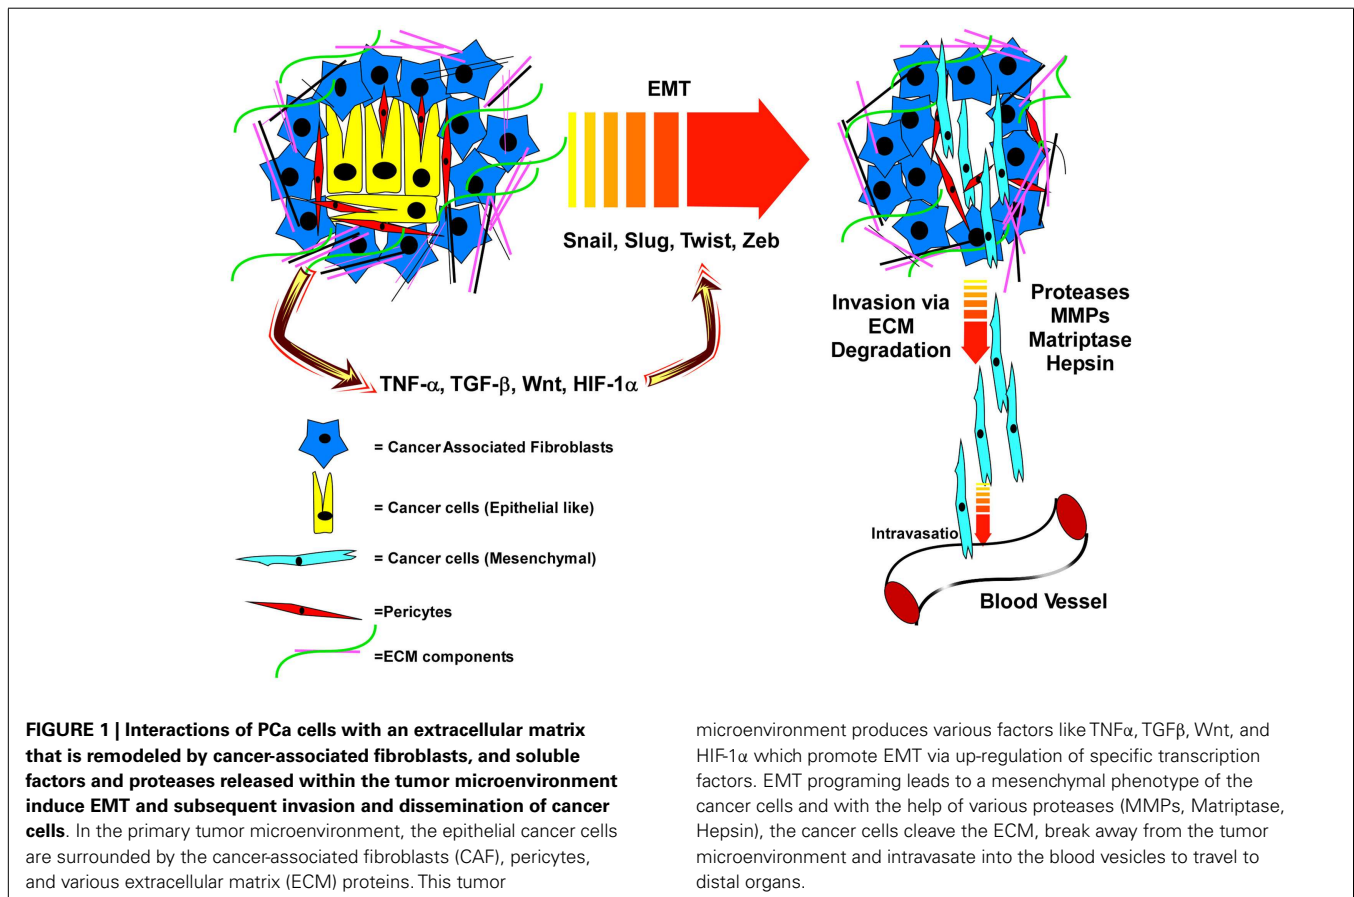 EMT
Snail, Slug, Twist, Zeb
TNF-α, TGF-β, Wnt, HIF-1α
Invasion via
ECM
Degradation
Proteases
MMPs
Matriptase
Hepsin
Intravasatio
Blood Vessel
= Cancer Associated Fibroblasts
= Cancer cells (Epithelial like)
= Cancer cells (Mesenchymal)
=Pericytes
=ECM components
FIGURE 1 | Interactions of PCa cells with an extracellular matrix
that is remodeled by cancer-associated fibroblasts, and soluble
factors and proteases released within the tumor microenvironment
induce EMT and subsequent invasion and dissemination of cancer
cells. In the primary tumor microenvironment, the epithelial cancer cells
are surrounded by the cancer-associated fibroblasts (CAF), pericytes,
and various extracellular matrix (ECM) proteins. This tumor
microenvironment produces various factors like TNFα, TGFβ, Wnt, and
HIF-1α which promote EMT via up-regulation of specific transcription
factors. EMT programing leads to a mesenchymal phenotype of the
cancer cells and with the help of various proteases (MMPs, Matriptase,
Hepsin), the cancer cells cleave the ECM, break away from the tumor
microenvironment and intravasate into the blood vesicles to travel to
distal organs.